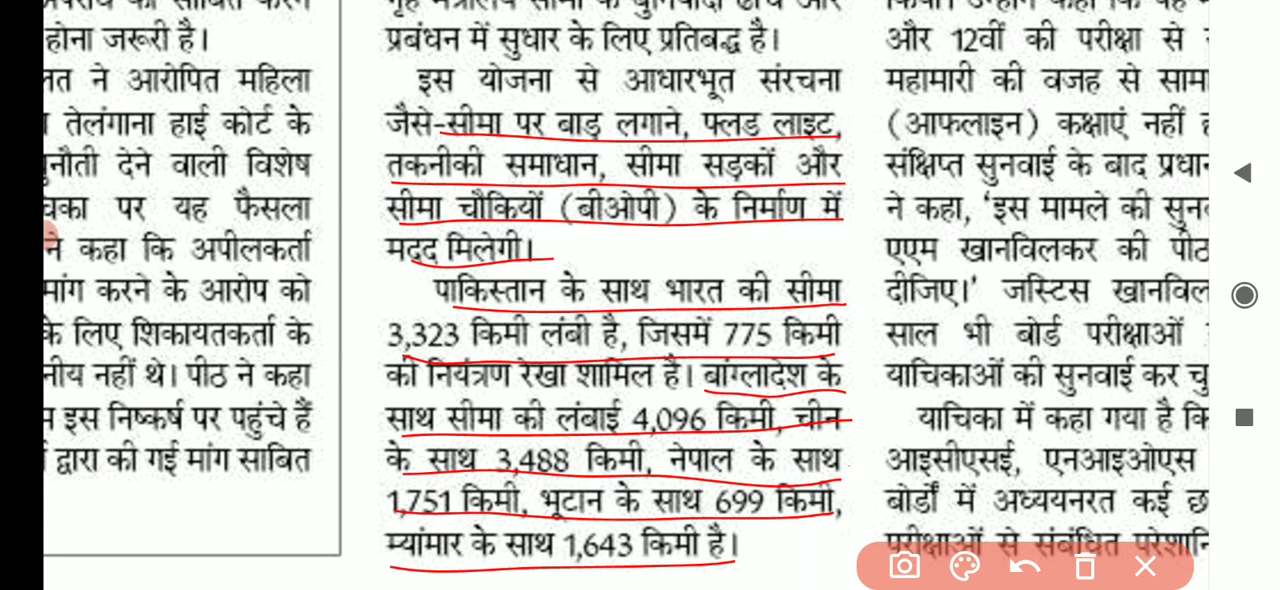 होना जरूरी है।
ने आरोपित महिला
तेलंगाना हाई कोर्ट के
देने वाली विशेष
पर यह फैसला
ने कहा कि अपीलकर्ता
मांग करने के आरोप को
के लिए शिकायतकर्ता के
नहीं थे। पीठ ने कहा
इस निष्कर्ष पर पहुंचे हैं
द्वारा की गई मांग साबित
प्रबंधन में सुधार के लिए प्रतिबद्ध है।
इस योजना से आधारभूत संरचना
जैसे-सीमा पर बाड़ लगाने, फ्लड लाइट,
तकनीकी समाधान, सीमा सड़कों और
सीमा चौकियों (बीओपी) के निर्माण में
मदद मिलेगी।
पाकिस्तान के साथ भारत की सीमा
3,323 किमी लंबी है, जिसमें 775 किमी
की नियंत्रण रेखा शामिल है। बांग्लादेश के
साथ सीमा की लंबाई 4,096 किमी, चीन
के साथ 3,488 किमी, नेपाल के साथ
1,751 किमी, भूटान के साथ 699 किमी,
म्यांमार के साथ 1,643 किमी है।
और 12वीं की परीक्षा से
महामारी की वजह से
(आफलाइन) कक्षाएं नहीं
संक्षिप्त सुनवाई के बाद
ने कहा, ‘इस मामले की
एएम खानविलकर की पीठ
दीजिए।’ जस्टिस
साल भी बोर्ड परीक्षाओं
याचिकाओं की सुनवाई कर
याचिका में कहा गया है कि
आइसीएसई, एनआइओएस
बोर्डों में अध्ययनरत कई
परीक्षाओं से संबंधित